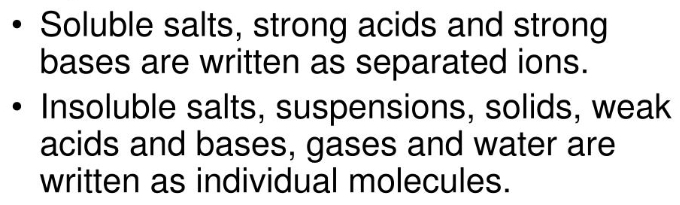 • Soluble salts, strong acids and strong
bases are written as separated ions.
• Insoluble salts, suspensions, solids, weak
acids and bases, gases and water are
written as individual molecules.